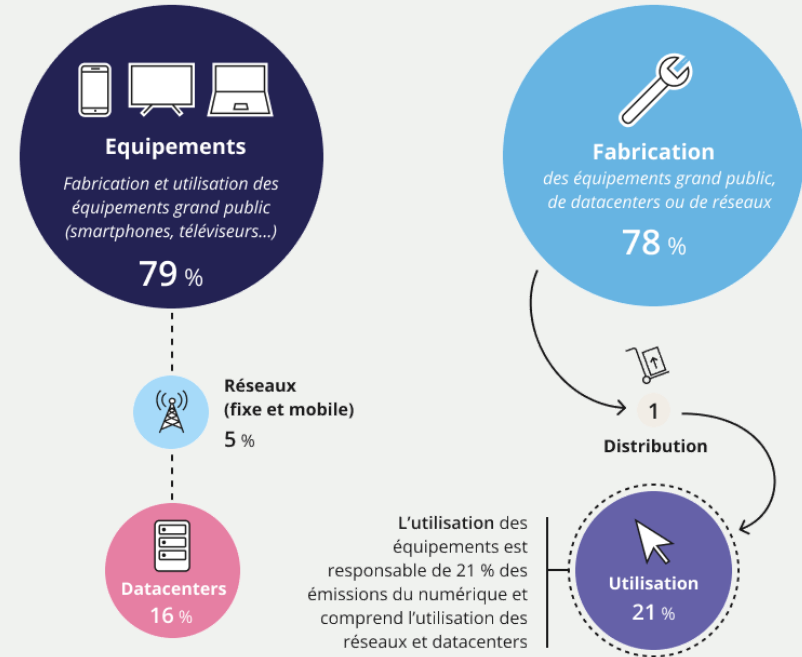 Equipements
Fabrication et utilisation des
équipements grand public
(smartphones, téléviseurs...)
79 %
Réseaux
(fixe et mobile)
5 %
Datacenters
16 %
Fabrication
des équipements grand public,
de datacenters ou de réseaux
78 %
1
Distribution
L’utilisation des
équipements est
responsable de 21 % des
émissions du numérique et
comprend l’utilisation des
réseaux et datacenters
Utilisation
21 %